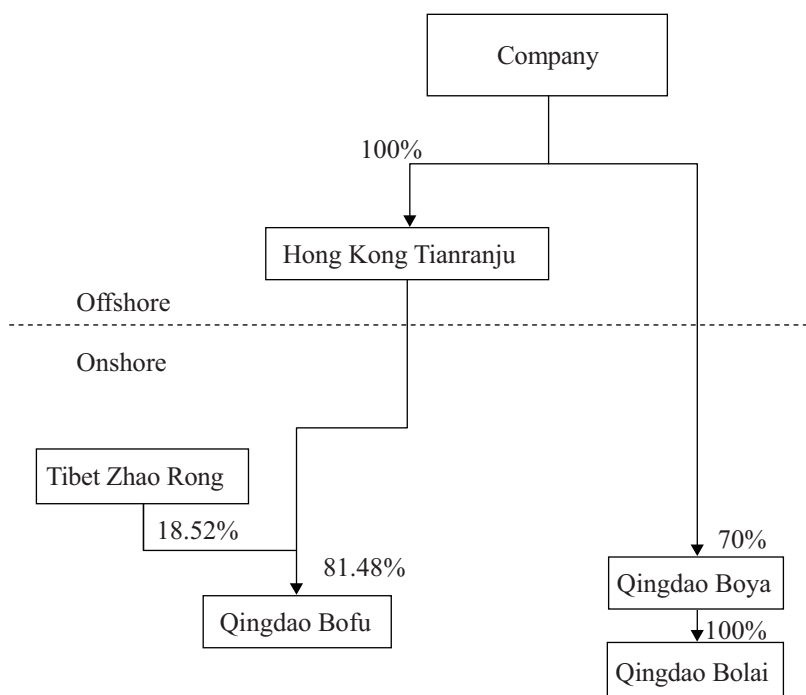 Company
100%
Hong Kong Tianranju
Offshore
Onshore
Tibet Zhao Rong
18.52%
81.48%
70%
Qingdao Boya
Qingdao Bofu
100%
Qingdao Bolai